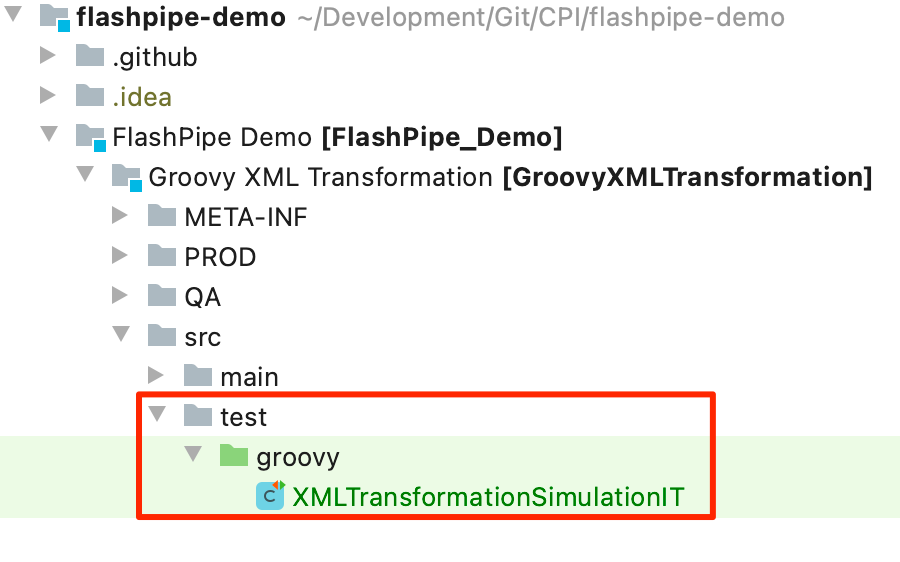 flashpipe-demo ~/Development/Git/CPI/flashpipe-demo
.github
.idea
FlashPipe Demo [FlashPipe_Demo]
Groovy XML Transformation [GroovyXMLTransformation]
META-INF
PROD
QA
src
main
test
groovy
C XMLTransformationSimulationIT